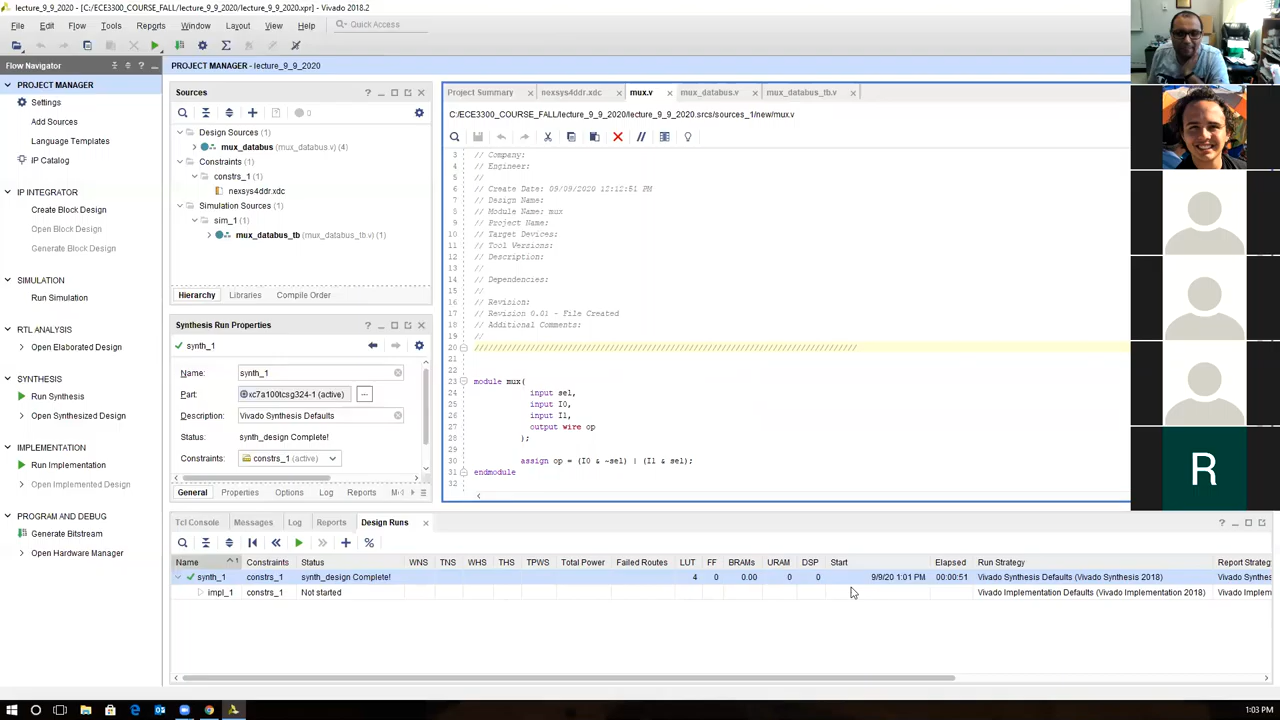 lecture_9_9_2020 - [C:/ECE3300_COURSE_FALL/lecture_9_9_2020/lecture_9_9_2020.xpr] - Vivado 2018.2
File Edit Flow Tools Reports Window Layout View Help Quick Access
Flow Navigator
PROJECT MANAGER
Settings
Add Sources
Language Templates
IP Catalog
IP INTEGRATOR
Create Block Design
Open Block Design
Generate Block Design
SIMULATION
Run Simulation
RTL ANALYSIS
Open Elaborated Design
SYNTHESIS
Run Synthesis
Open Synthesized Design
IMPLEMENTATION
Run Implementation
Open Implemented Design
PROGRAM AND DEBUG
Generate Bitstream
Open Hardware Manager
PROJECT MANAGER - lecture_9_9_2020
Sources
0
Design Sources (1)
mux_databus (mux_databus.v) (4)
Constraints (1)
constrs_1 (1)
nexsys4ddr.xdc
Simulation Sources (1)
sim_1 (1)
mux_databus_tb (mux_databus_tb.v) (1)
Hierarchy Libraries Compile Order
Synthesis Run Properties
synth_1
Name: synth_1
Part: xc7a100tcsg324-1 (active)
Description: Vivado Synthesis Defaults
Status: synth_design Complete!
Constraints: constrs_1 (active)
General Properties Options Log Reports
Project Summary nexsys4ddr.xdc mux.v mux_databus.v mux_databus_tb.v
C:/ECE3300_COURSE_FALL/lecture_9_9_2020/lecture_9_9_2020.srcs/sources_1/new/mux.v
3 // Company:
4 // Engineer:
5 //
6 // Create Date: 09/09/2020 12:12:51 PM
7 // Design Name:
8 // Module Name: mux
9 // Project Name:
10 // Target Devices:
11 // Tool Versions:
12 // Description:
13 //
14 // Dependencies:
15 //
16 // Revision:
17 // Revision 0.01 - File Created
18 // Additional Comments:
19 //
20 //////////////////////////////////////////////////////////////////////////////////
21
22
23 module mux(
24 input sel,
25 input I0,
26 input I1,
27 output wire op
28 );
29
30 assign op = (I0 & ~sel) | (I1 & sel);
31 endmodule
32
Tcl Console Messages Log Reports Design Runs
Name Constraints Status WNS TNS WHS THS TPWS Total Power Failed Routes LUT FF BRAMs URAM DSP Start Elapsed Run Strategy Report Strateg
synth_1 constrs_1 synth_design Complete! 4 0 0.00 0 0 9/9/20 1:01 PM 00:00:51 Vivado Synthesis Defaults (Vivado Synthesis 2018) Vivado Synthes
impl_1 constrs_1 Not started Vivado Implementation Defaults (Vivado Implementation 2018) Vivado Implem
R
1:03 PM